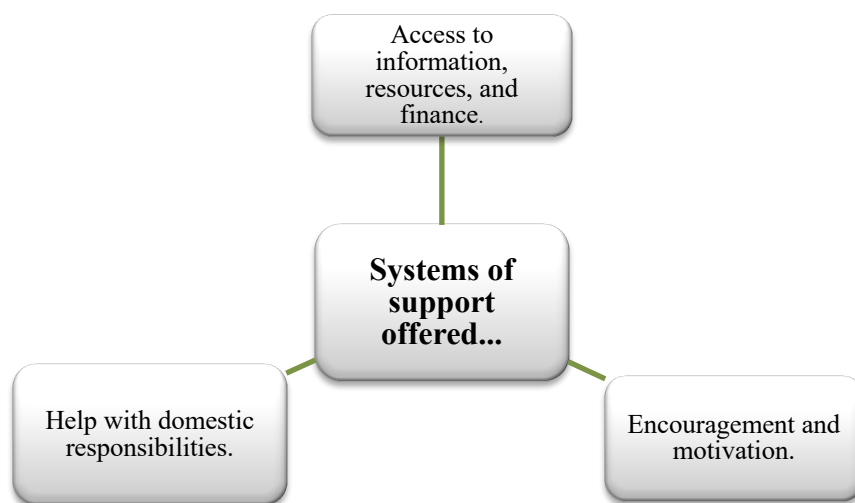 Access to
information,
resources, and
finance.
Systems of
support
offered...
Help with domestic
responsibilities.
Encouragement and
motivation.